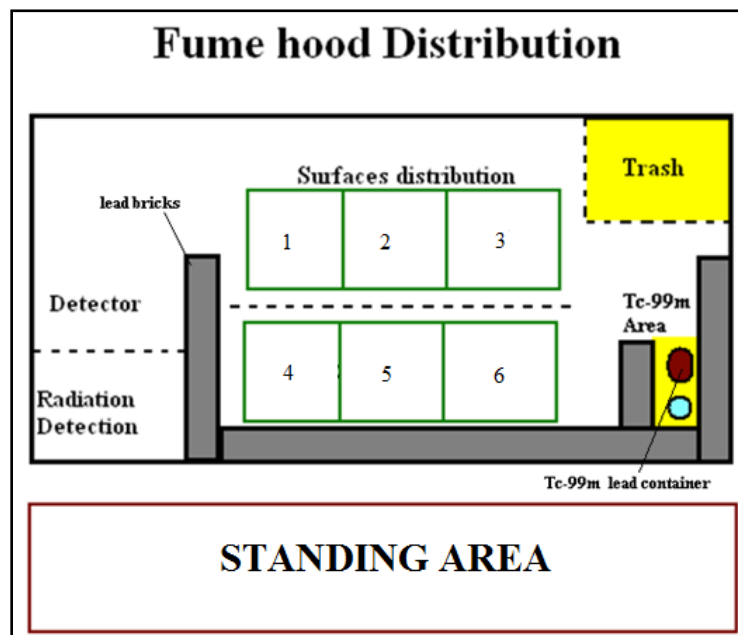 Fume hood Distribution
Trash
Surfaces distribution
lead bricks
1
2
3
Detector
Tc-99m
Area
4
5
6
Radiation
Detection
Tc-99m lead container
STANDING AREA